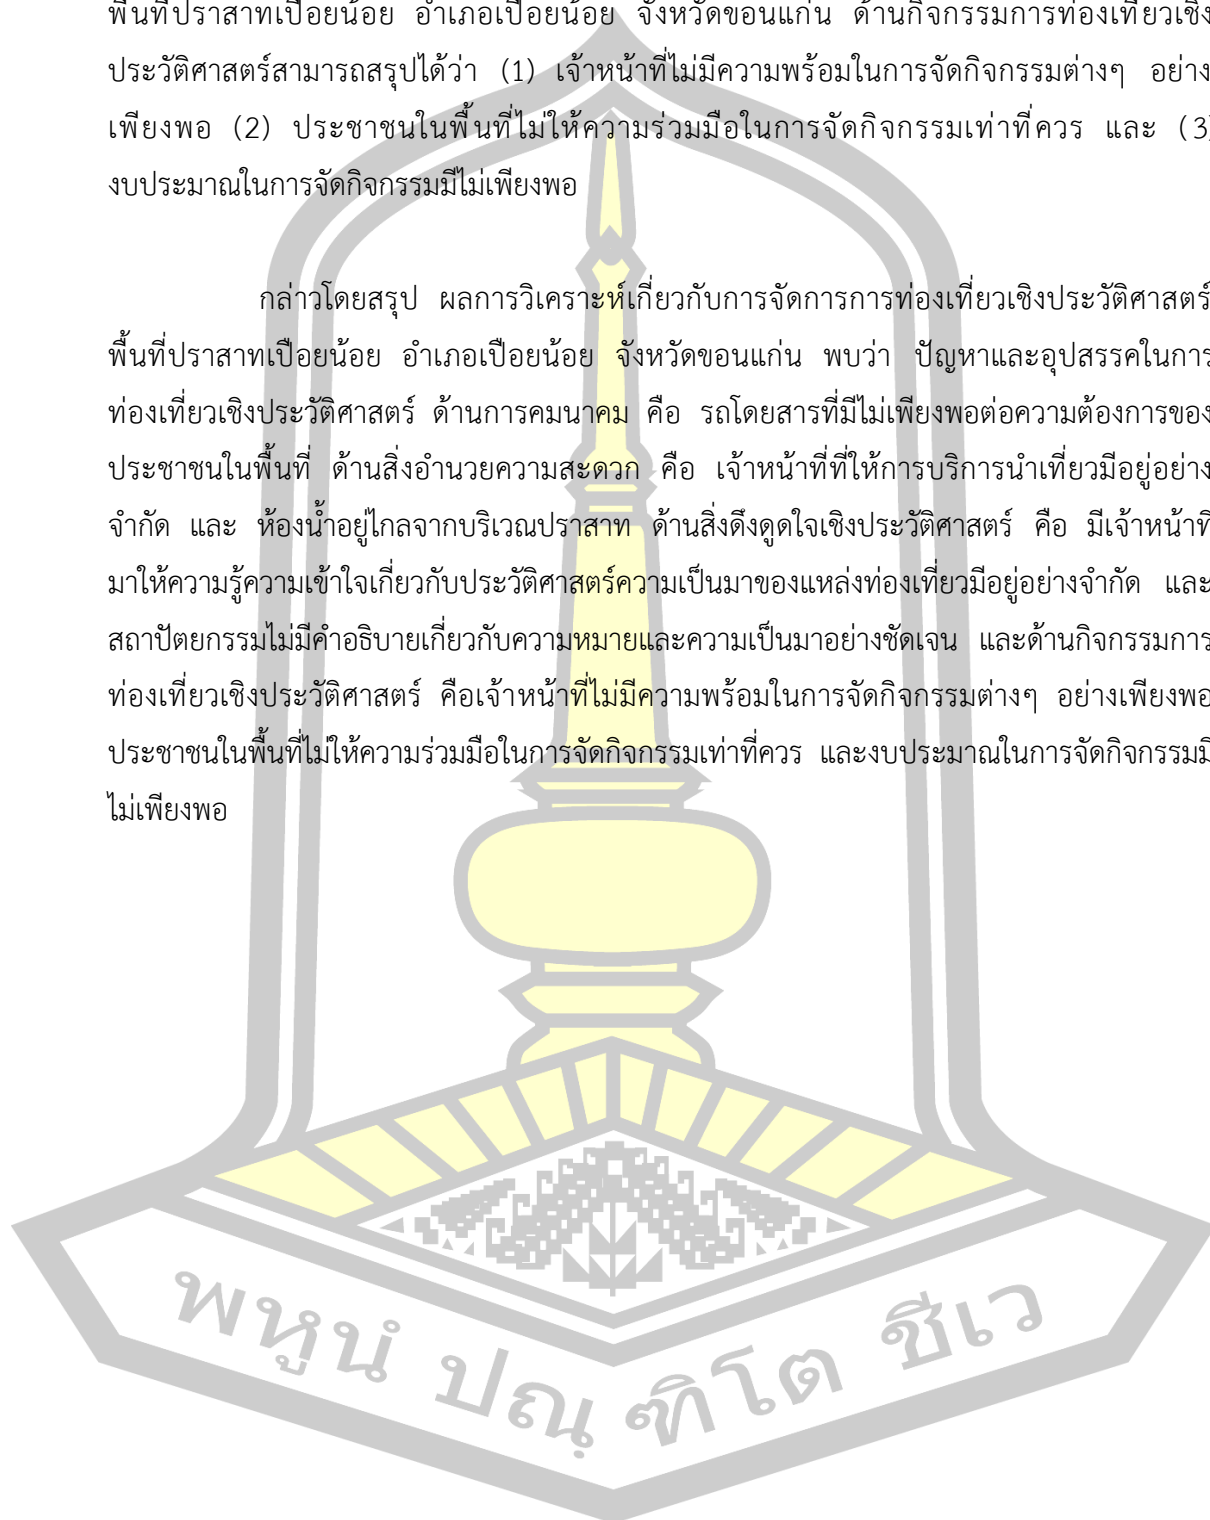 พื้นที่ปราสาทเปือยน้อย อำเภอเปือยน้อย จังหวัดขอนแก่น ด้านกิจกรรมการท่องเที่ยวเชิง
ประวัติศาสตร์สามารถสรุปได้ว่า (1) เจ้าหน้าที่ไม่มีความพร้อมในการจัดกิจกรรมต่างๆ อย่าง
เพียงพอ (2) ประชาชนในพื้นที่ไม่ให้ความร่วมมือในการจัดกิจกรรมเท่าที่ควร และ (3)
งบประมาณในการจัดกิจกรรมมีไม่เพียงพอ
กล่าวโดยสรุป ผลการวิเคราะห์เกี่ยวกับการจัดการการท่องเที่ยวเชิงประวัติศาสตร์
พื้นที่ปราสาทเปือยน้อย อำเภอเปือยน้อย จังหวัดขอนแก่น พบว่า ปัญหาและอุปสรรคในการ
ท่องเที่ยวเชิงประวัติศาสตร์ ด้านการคมนาคม คือ รถโดยสารที่มีไม่เพียงพอต่อความต้องการของ
ประชาชนในพื้นที่ ด้านสิ่งอำนวยความสะดวก คือ เจ้าหน้าที่ที่ให้การบริการนำเที่ยวมีอยู่อย่าง
จำกัด และ ห้องน้ำอยู่ไกลจากบริเวณปราสาท ด้านสิ่งดึงดูดใจเชิงประวัติศาสตร์ คือ มีเจ้าหน้าที่
มาให้ความรู้ความเข้าใจเกี่ยวกับประวัติศาสตร์ความเป็นมาของแหล่งท่องเที่ยวมีอยู่อย่างจำกัด และ
สถาปัตยกรรมไม่มีคำอธิบายเกี่ยวกับความหมายและความเป็นมาอย่างชัดเจน และด้านกิจกรรมการ
ท่องเที่ยวเชิงประวัติศาสตร์ คือเจ้าหน้าที่ไม่มีความพร้อมในการจัดกิจกรรมต่างๆ อย่างเพียงพอ
ประชาชนในพื้นที่ไม่ให้ความร่วมมือในการจัดกิจกรรมเท่าที่ควร และงบประมาณในการจัดกิจกรรมมี
ไม่เพียงพอ
พหูนํ ปณฺ ฑิโต ชีเว